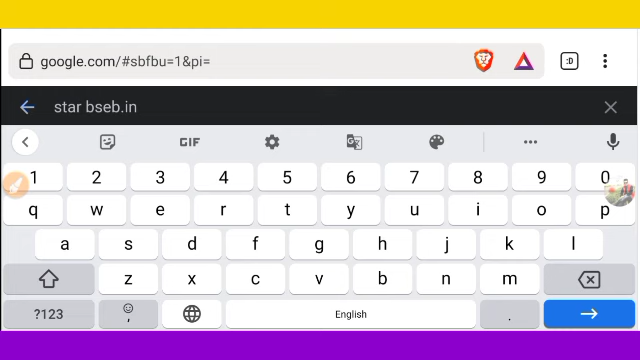 google.com/#sbfbu=1&pi=
:D
star bseb.in
GIF
1 2 3 4 5 6 7 8 9 0
q w e r t y u i o p
a s d f g h j k l
z x c v b n m
?123 , English .